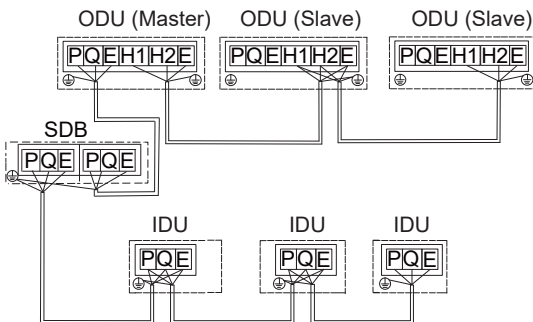 ODU (Master) ODU (Slave) ODU (Slave)
PQEH1H2E PQEH1H2E PQEH1H2E
SDB
PQE PQE
IDU IDU IDU
PQE PQE PQE